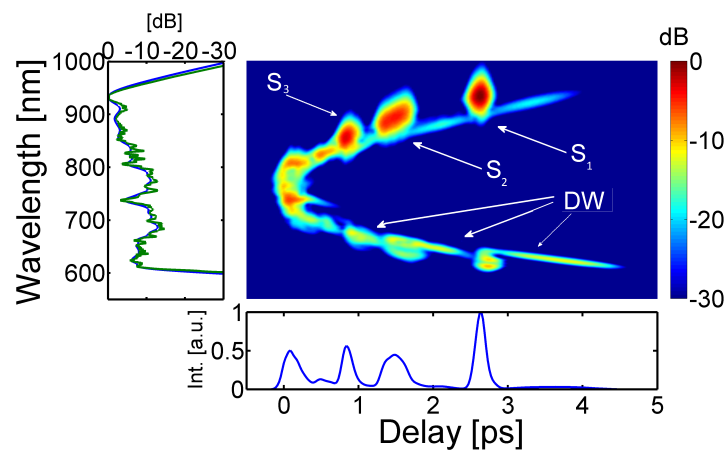 [dB]
0 -10 -20 -30
Wavelength [nm]
1000
900
800
700
600
S3
S2
S1
DW
dB
0
-10
-20
-30
Int. [a.u.]
1
0.5
0
0 1 2 3 4 5
Delay [ps]